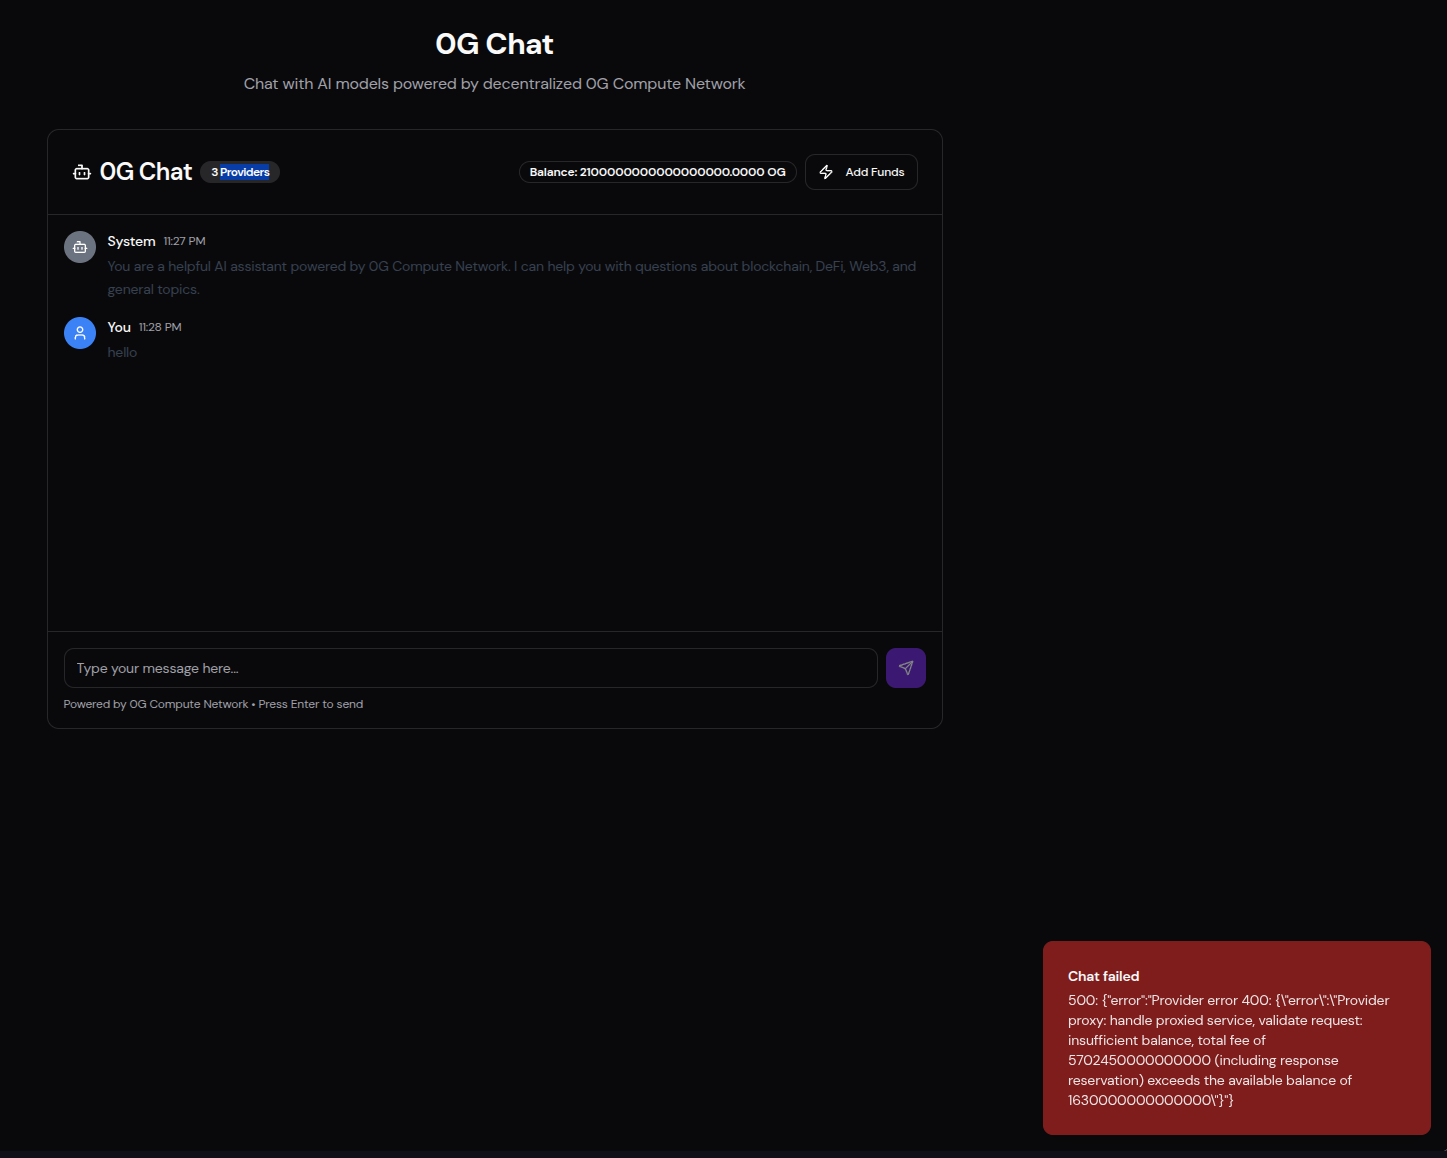 0G Chat
Chat with AI models powered by decentralized 0G Compute Network
0G Chat 3 Providers Balance: 2100000000000000000.0000 OG Add Funds
System 11:27 PM
You are a helpful AI assistant powered by 0G Compute Network. I can help you with questions about blockchain, DeFi, Web3, and
general topics.
You 11:28 PM
hello
Type your message here...
Powered by 0G Compute Network • Press Enter to send
Chat failed
500: {"error":"Provider error 400: {\"error\":\"Provider
proxy: handle proxied service, validate request:
insufficient balance, total fee of
5702450000000000 (including response
reservation) exceeds the available balance of
1630000000000000\"}"}